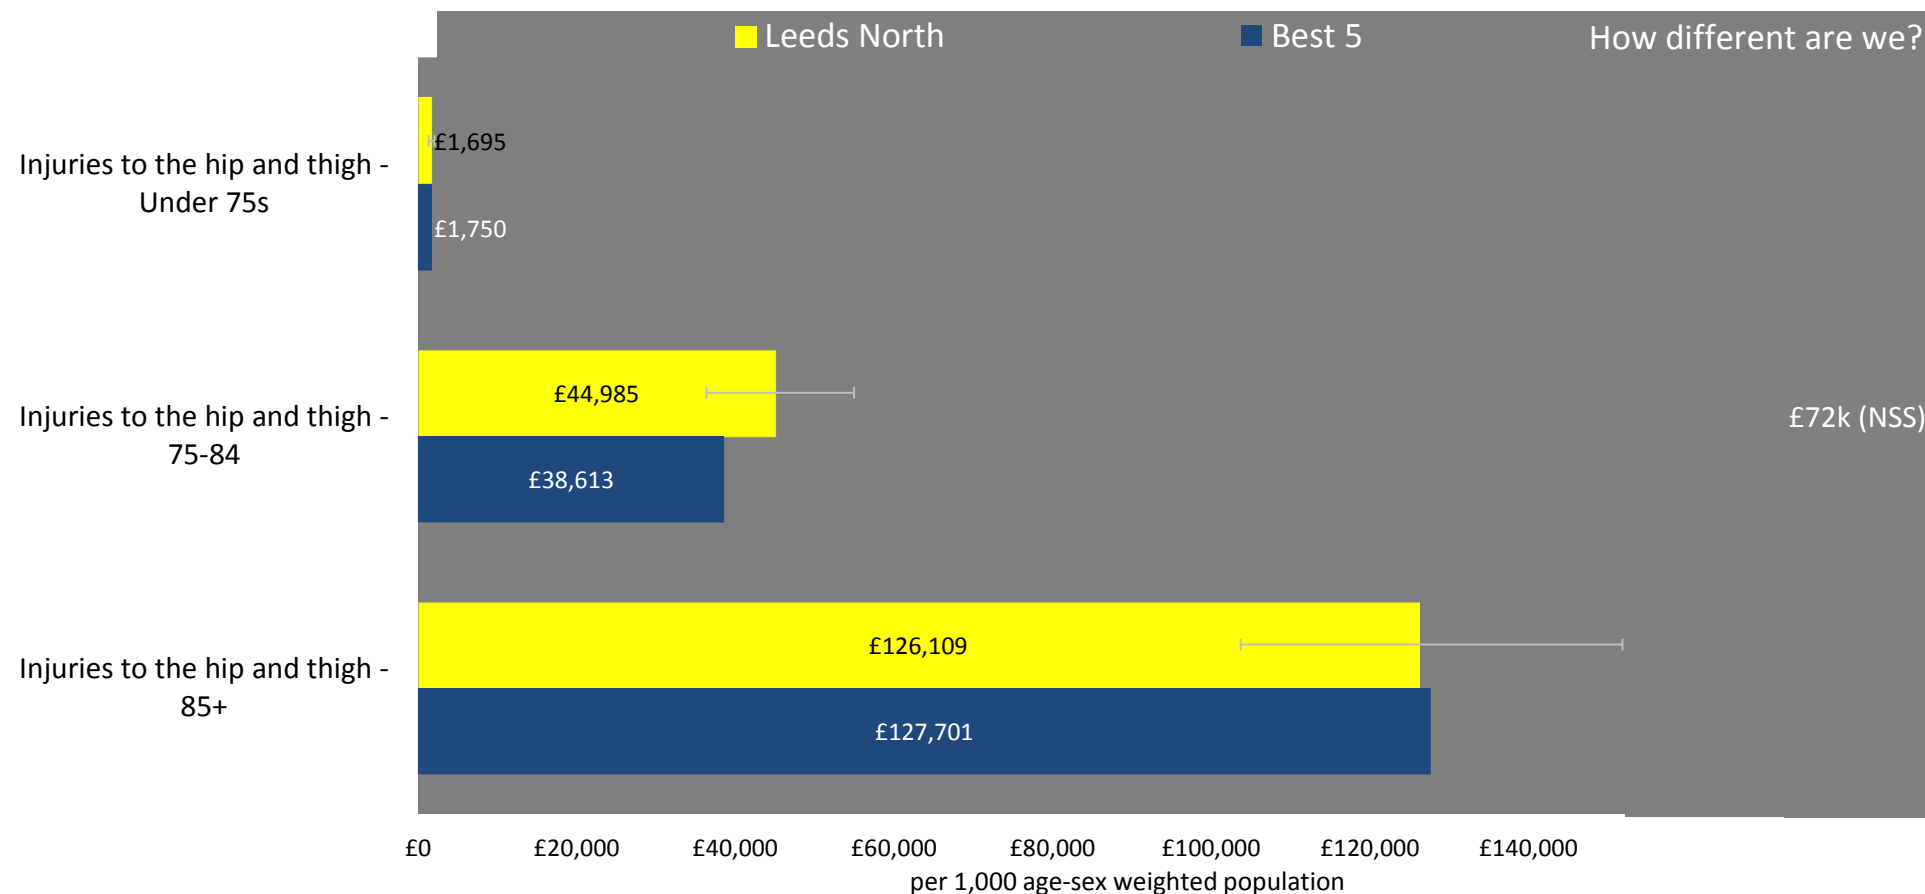 Leeds North
Best 5
How different are we?
Injuries to the hip and thigh -
Under 75s
£1,695
£1,750
Injuries to the hip and thigh -
75-84
£44,985
£38,613
£72k (NSS)
Injuries to the hip and thigh -
85+
£126,109
£127,701
£0 £20,000 £40,000 £60,000 £80,000 £100,000 £120,000 £140,000
per 1,000 age-sex weighted population